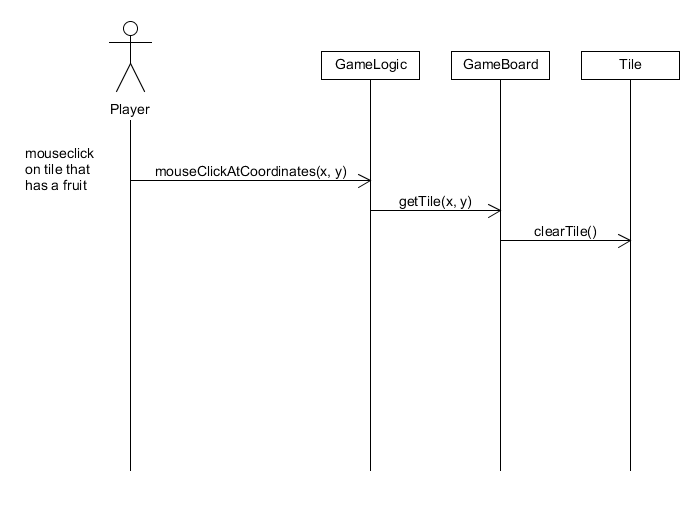 GameLogic
GameBoard
Tile
Player
mouseclick
on tile that
has a fruit
mouseClickAtCoordinates(x, y)
getTile(x, y)
clearTile()